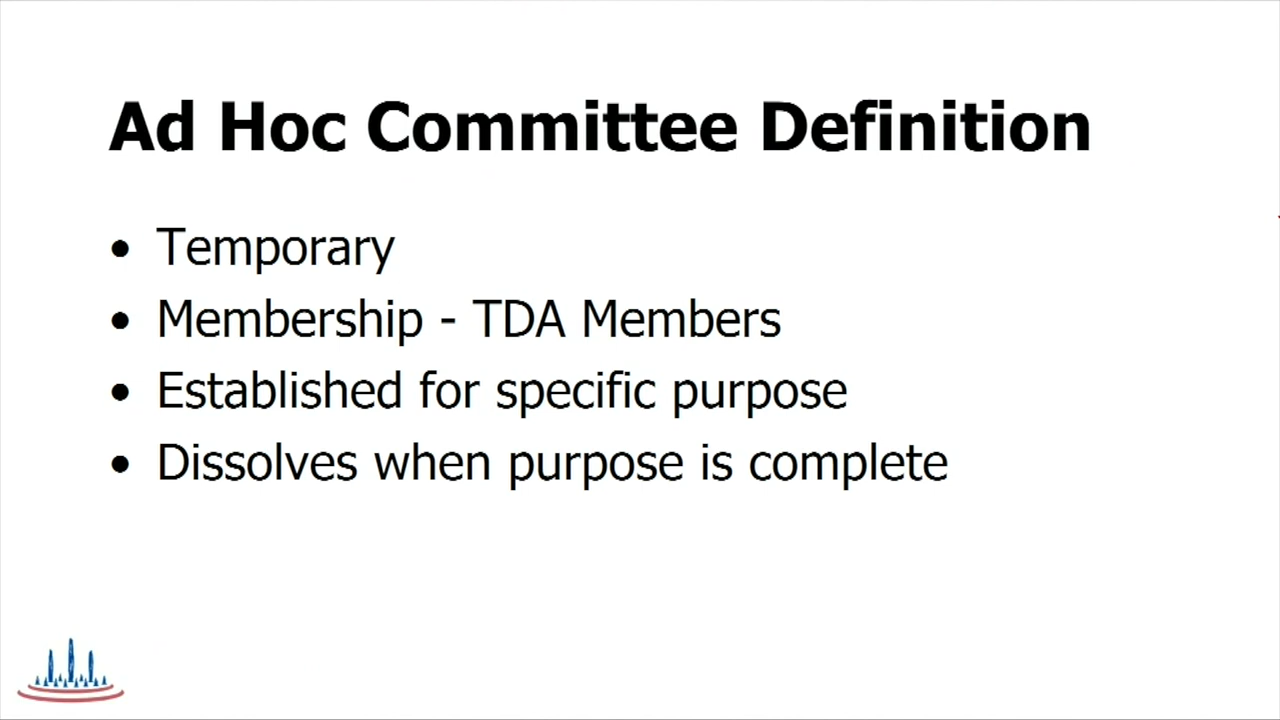 Ad Hoc Committee Definition
• Temporary
• Membership - TDA Members
• Established for specific purpose
• Dissolves when purpose is complete